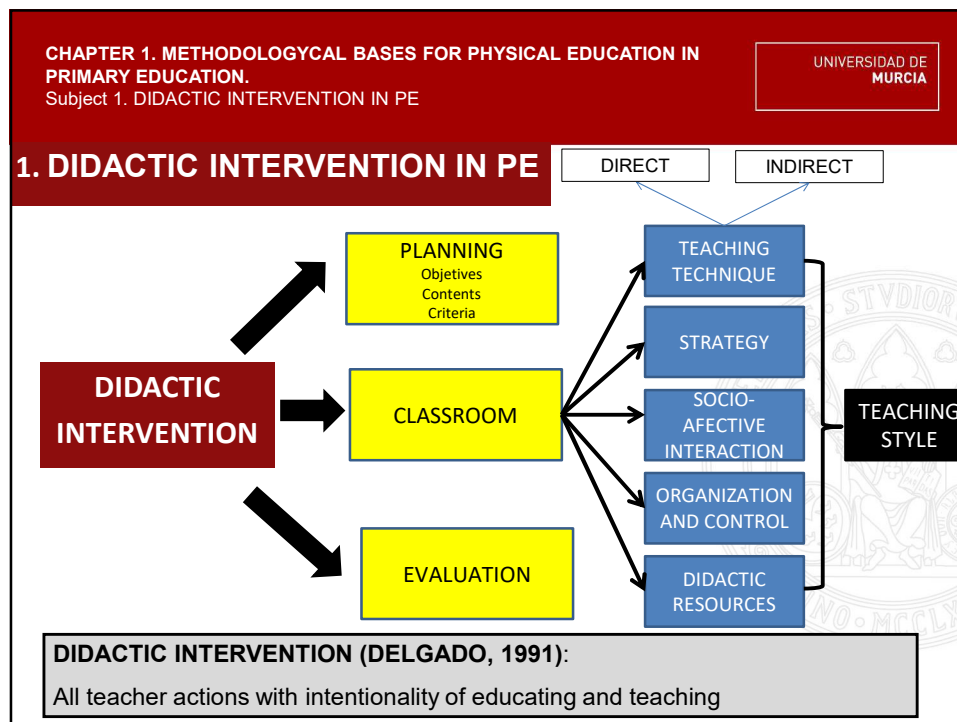 CHAPTER 1. METHODOLOGYCAL BASES FOR PHYSICAL EDUCATION IN
PRIMARY EDUCATION.
Subject 1. DIDACTIC INTERVENTION IN PE
UNIVERSIDAD DE
MURCIA
1. DIDACTIC INTERVENTION IN PE
DIRECT
INDIRECT
DIDACTIC
INTERVENTION
PLANNING
Objetives
Contents
Criteria
CLASSROOM
EVALUATION
TEACHING
TECHNIQUE
STRATEGY
SOCIO-
AFECTIVE
INTERACTION
ORGANIZATION
AND CONTROL
DIDACTIC
RESOURCES
TEACHING
STYLE
DIDACTIC INTERVENTION (DELGADO, 1991):
All teacher actions with intentionality of educating and teaching